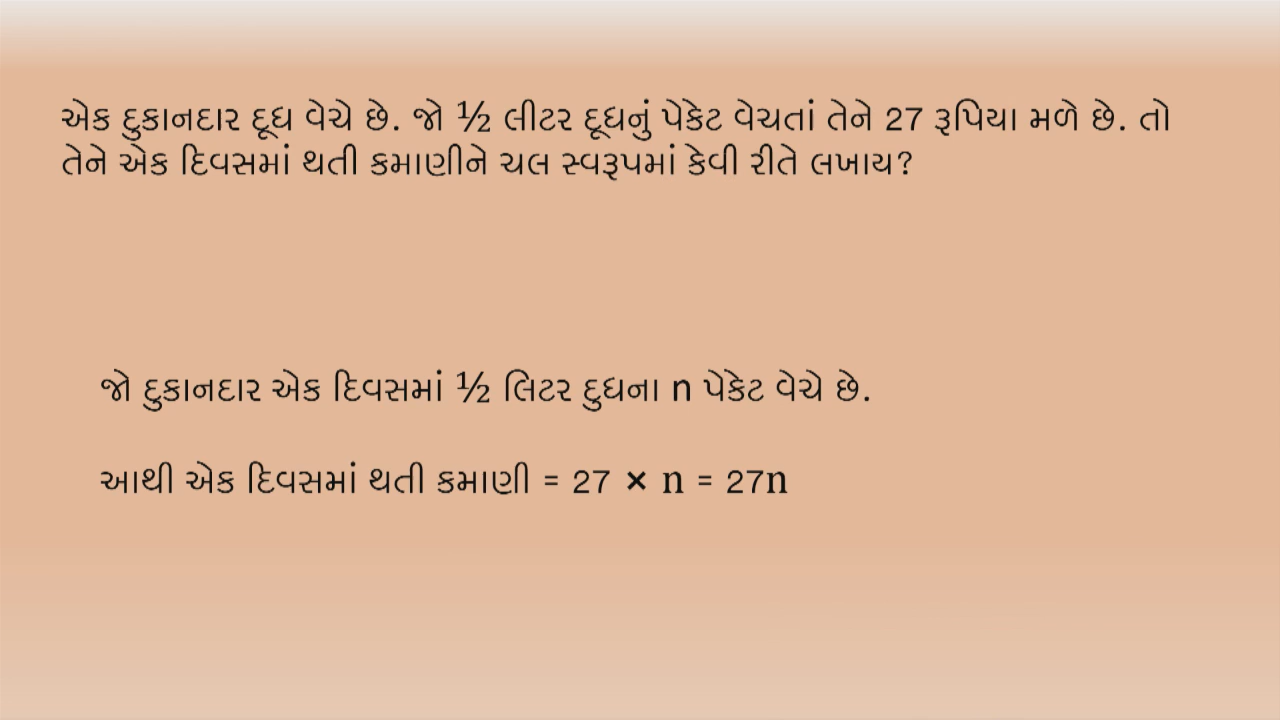 એક દુકાનદાર દૂધ વેચે છે. જો ½ લીટર દૂધનું પેકેટ વેચતાં તેને 27 રૂપિયા મળે છે. તો
તેને એક દિવસમાં થતી કમાણીને ચલ સ્વરૂપમાં કેવી રીતે લખાય?
જો દુકાનદાર એક દિવસમાં ½ લિટર દુધના n પેકેટ વેચે છે.
આથી એક દિવસમાં થતી કમાણી = 27 × n = 27n